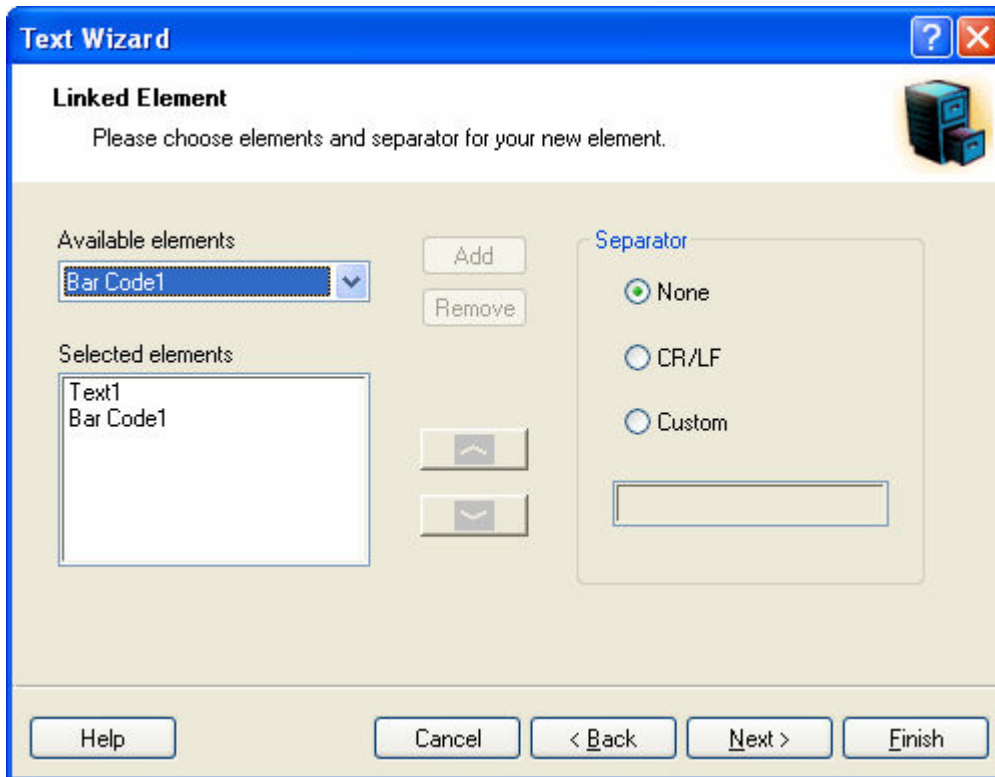 Text Wizard
Linked Element
Please choose elements and separator for your new element.
Available elements
Bar Code1
Add
Remove
Selected elements
Text1
Bar Code1
Separator
None
CR/LF
Custom
Help
Cancel
< Back
Next >
Finish